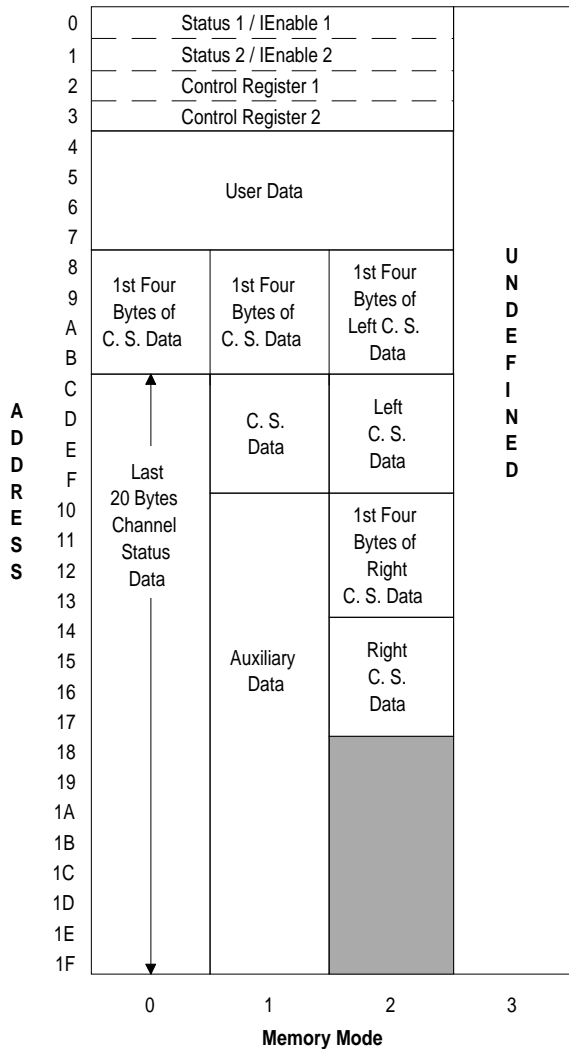 0
Status 1 / IEnable 1
1
Status 2 / IEnable 2
2
Control Register 1
3
Control Register 2
4
5
6
7
User Data
8
9
A
B
1st Four
Bytes of
C. S. Data
1st Four
Bytes of
C. S. Data
1st Four
Bytes of
Left C. S.
Data
C
D
E
F
10
11
12
13
14
15
16
17
18
19
1A
1B
1C
1D
1E
1F
Last
20 Bytes
Channel
Status
Data
C. S.
Data
Left
C. S.
Data
1st Four
Bytes of
Right
C. S. Data
Auxiliary
Data
Right
C. S.
Data
UNDEFINED
ADDRESS
0 1 2 3
Memory Mode